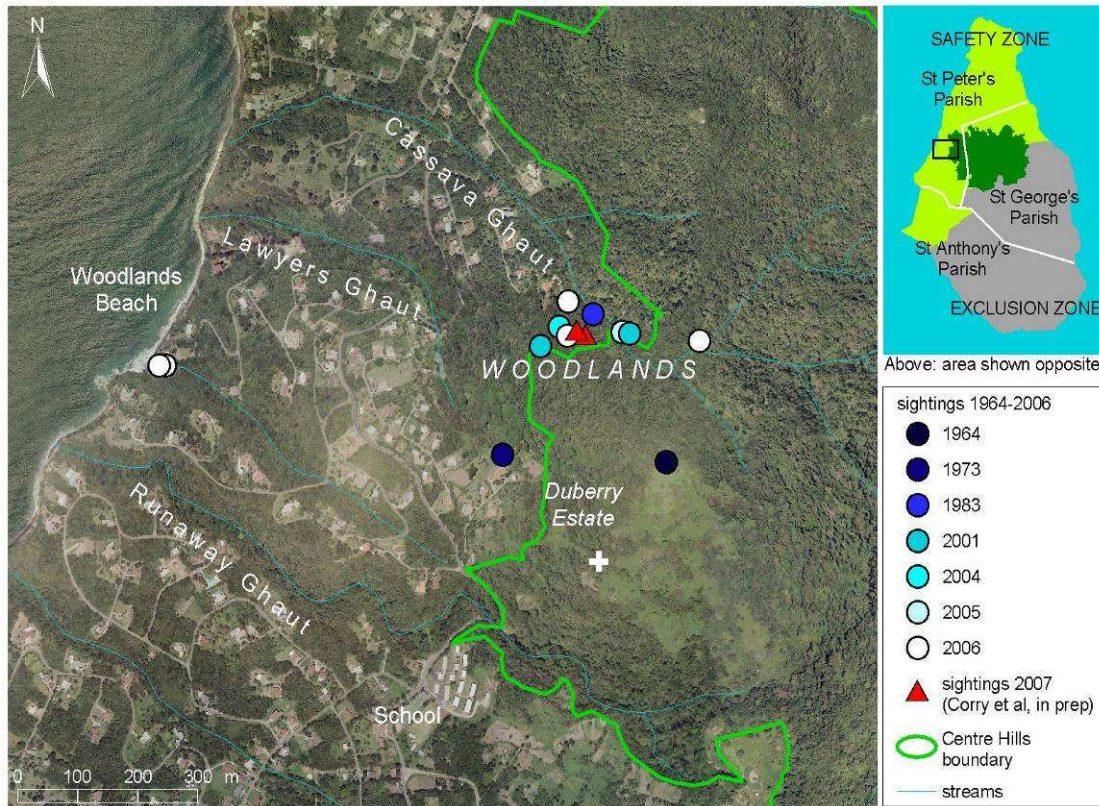 N
Cassava Ghaut
Lawyers Ghaut
Woodlands
Beach
WOODLANDS
Duberry
Estate
Runaway Ghaut
School
0 100 200 300 m
SAFETY ZONE
St Peter's
Parish
St George's
Parish
St Anthony's
Parish
EXCLUSION ZONE
Above: area shown opposite
sightings 1964-2006
1964
1973
1983
2001
2004
2005
2006
sightings 2007
(Corry et al, in prep)
Centre Hills
boundary
streams